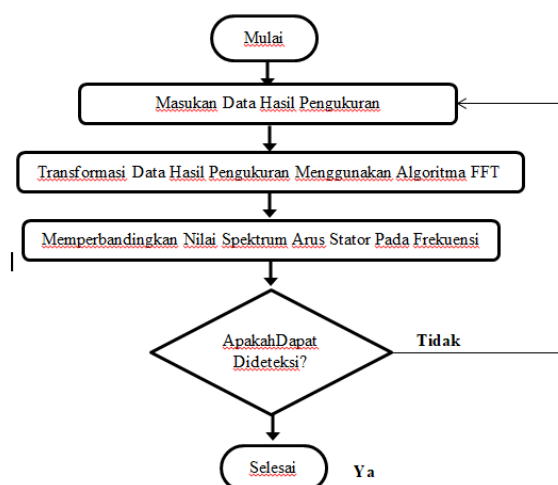 Mulai
Masukan Data Hasil Pengukuran
Transformasi Data Hasil Pengukuran Menggunakan Algoritma FFT
Memperbandingkan Nilai Spektrum Arus Stator Pada Frekuensi
ApakahDapat
Dideteksi?
Tidak
Selesai
Ya